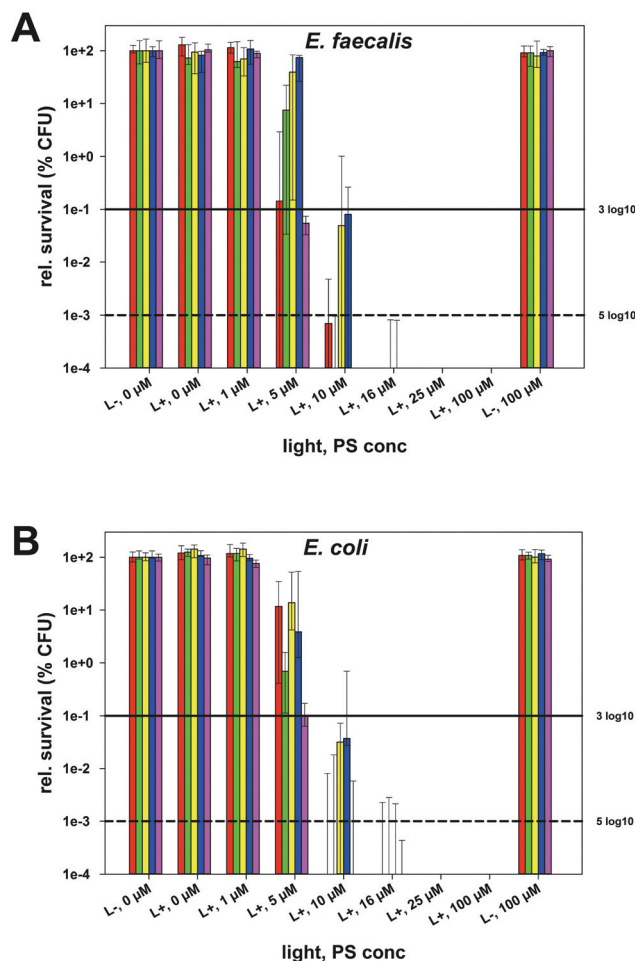 A
E. faecalis
rel. survival (% CFU)
1e+2
1e+1
1e+0
1e-1
1e-2
1e-3
1e-4
3 log10
5 log10
L-, 0 µM
L+, 0 µM
L+, 1 µM
L+, 5 µM
L+, 10 µM
L+, 16 µM
L+, 25 µM
L+, 100 µM
L-, 100 µM
light, PS conc
B
E. coli
rel. survival (% CFU)
1e+2
1e+1
1e+0
1e-1
1e-2
1e-3
1e-4
3 log10
5 log10
L-, 0 µM
L+, 0 µM
L+, 1 µM
L+, 5 µM
L+, 10 µM
L+, 16 µM
L+, 25 µM
L+, 100 µM
L-, 100 µM
light, PS conc